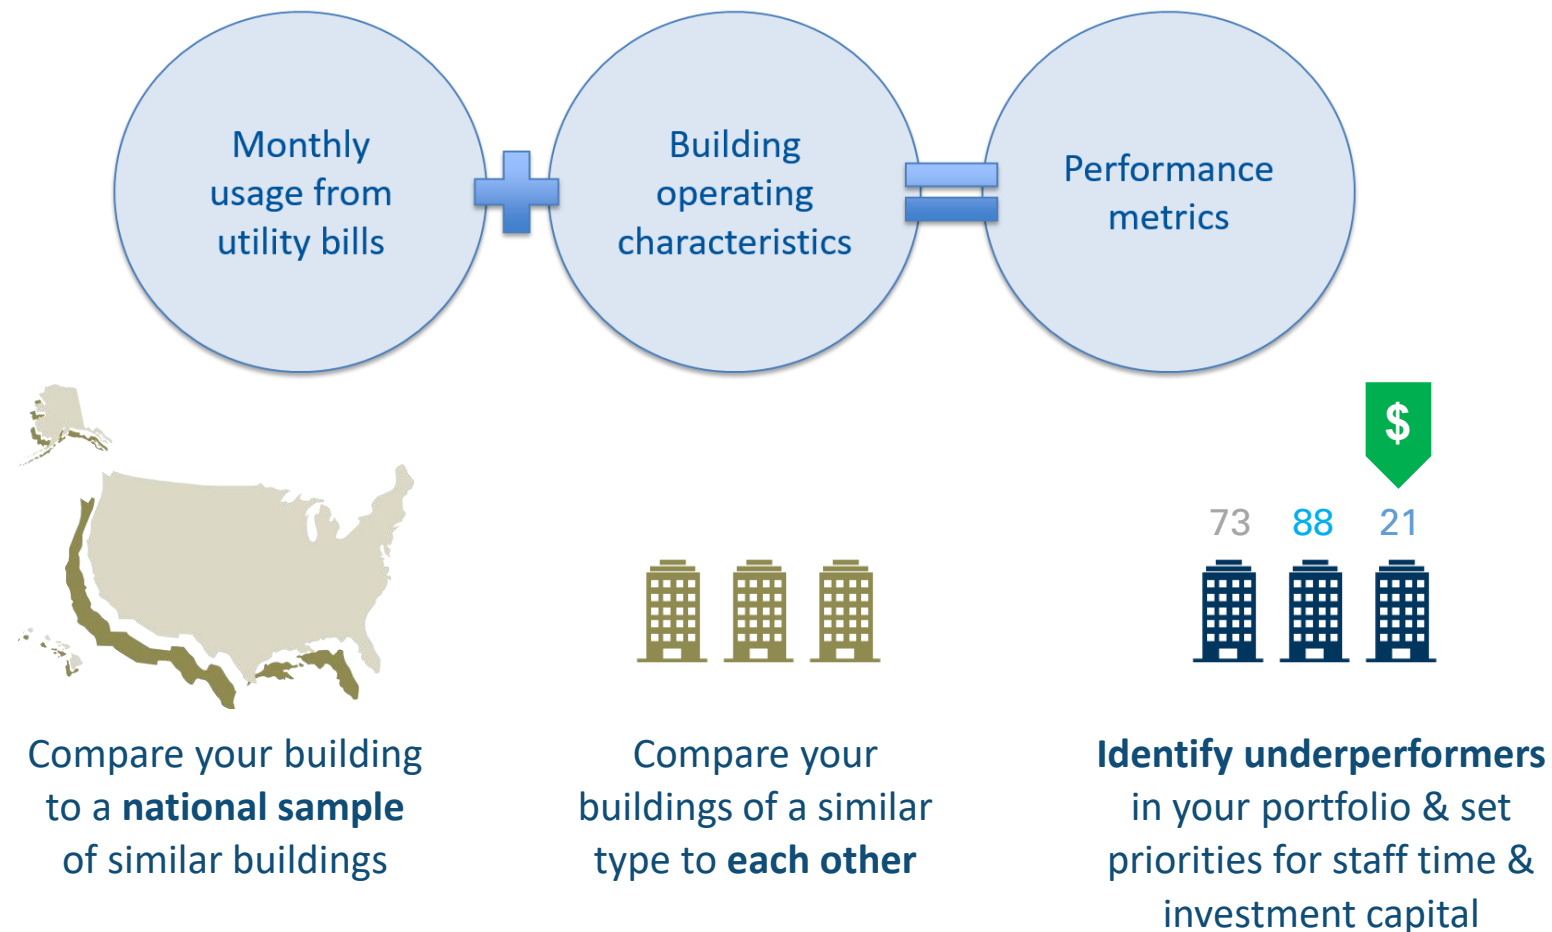 Monthly
usage from
utility bills
Building
operating
characteristics
Performance
metrics
$
73 88 21
Compare your building
to a national sample
of similar buildings
Compare your
buildings of a similar
type to each other
Identify underperformers
in your portfolio & set
priorities for staff time &
investment capital